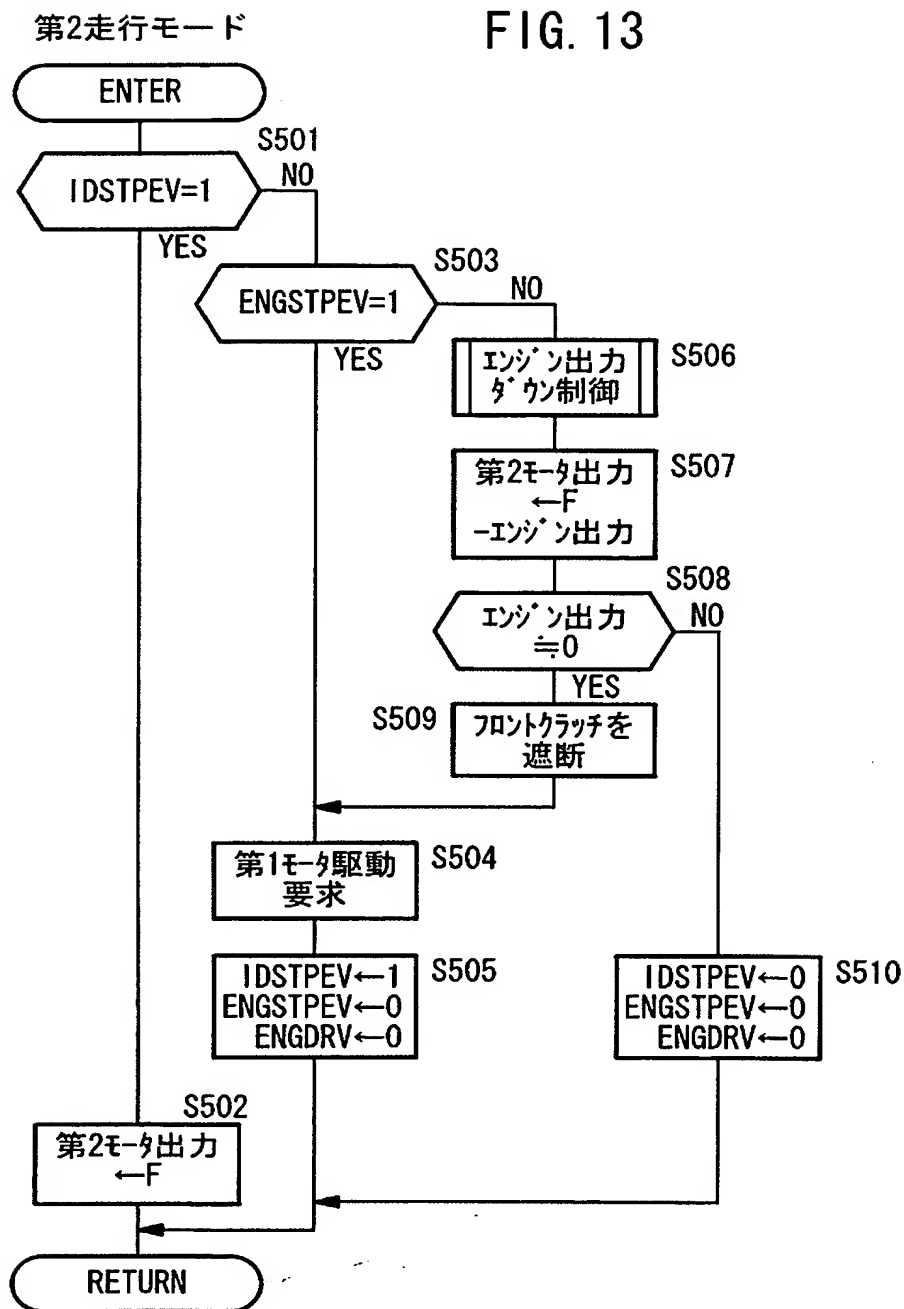 第2走行モード
FIG. 13
ENTER
S501
IDSTPEV=1
NO
YES
S503
ENGSTPEV=1
NO
YES
S506
エンジン出力
ダウン制御
S507
第2モータ出力
←F
-エンジン出力
S508
エンジン出力
≒0
NO
YES
S509
フロントクラッチを
遮断
第1モータ駆動
要求
S504
IDSTPEV←1
ENGSTPEV←0
ENGDRV←0
S505
IDSTPEV←0
ENGSTPEV←0
ENGDRV←0
S510
S502
第2モータ出力
←F
RETURN